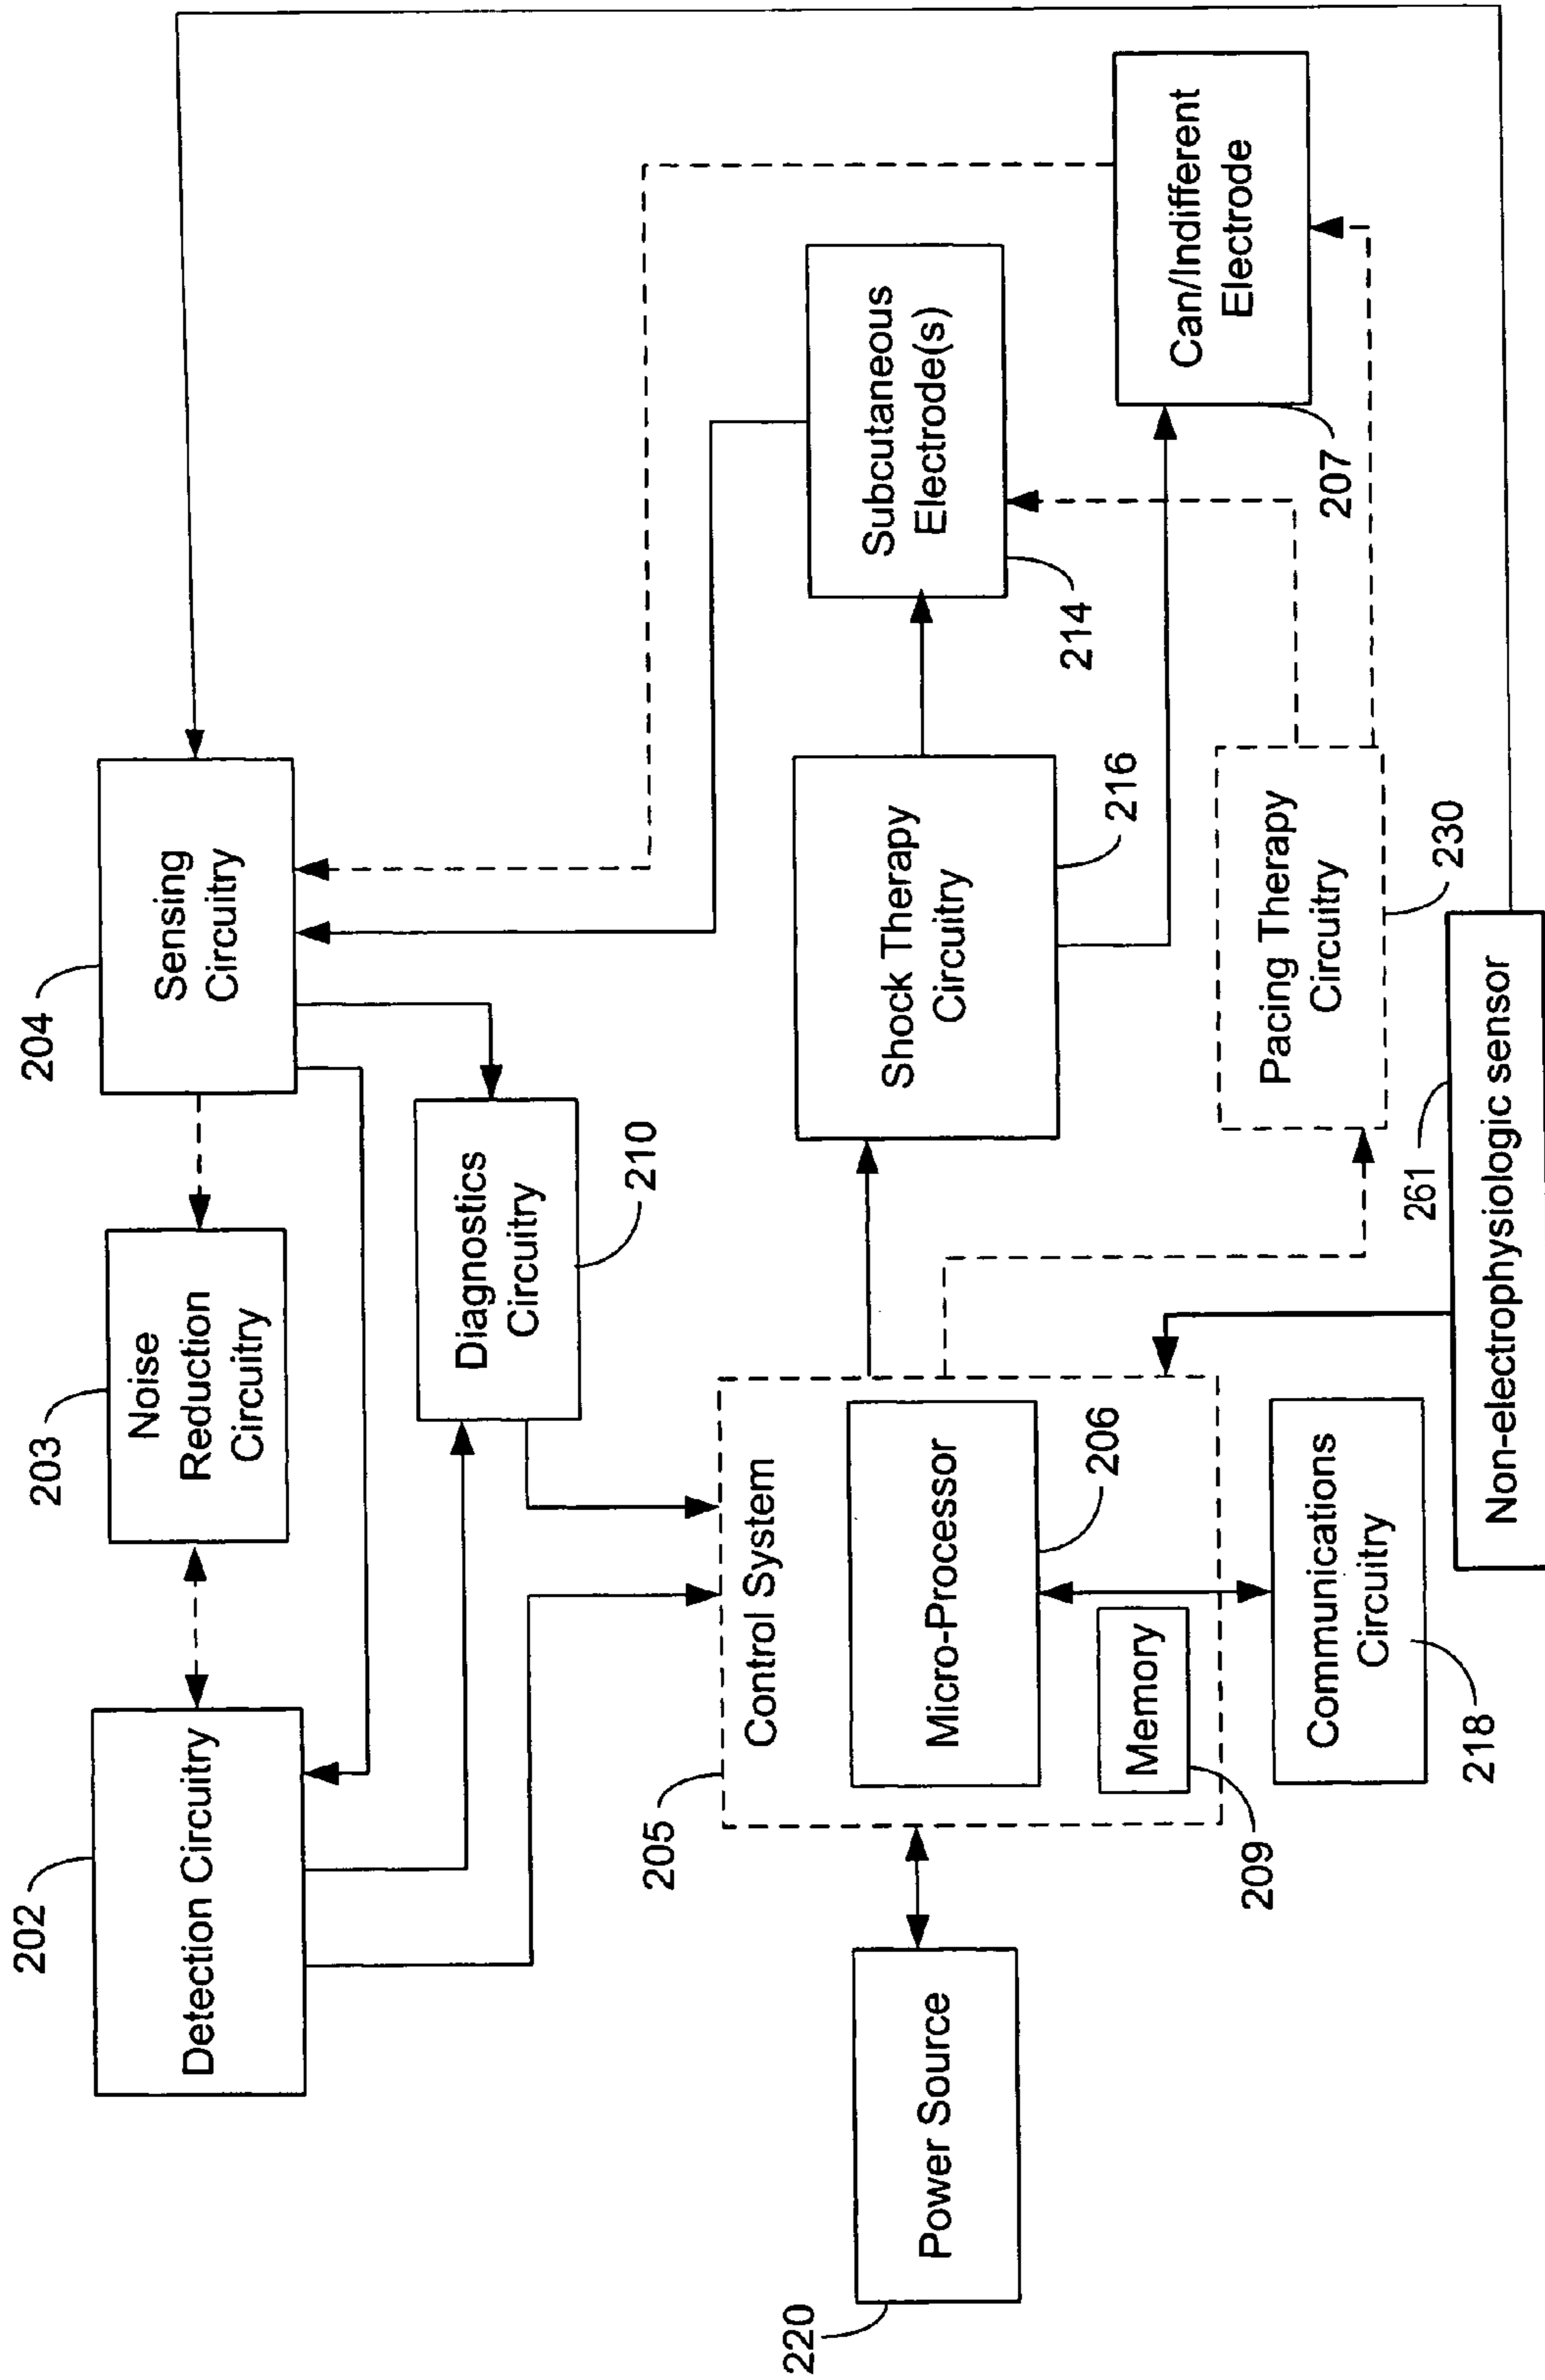 204
Sensing
Circuitry
203
Noise
Reduction
Circuitry
202
Detection Circuitry
Diagnostics
Circuitry
210
Subcutaneous
Electrode(s)
214
Can/Indifferent
Electrode
207
Shock Therapy
Circuitry
216
Control System
205
Micro-Processor
206
Memory
209
Power Source
220
Pacing Therapy
Circuitry
230
Communications
Circuitry
218
261
Non-electrophysiologic sensor